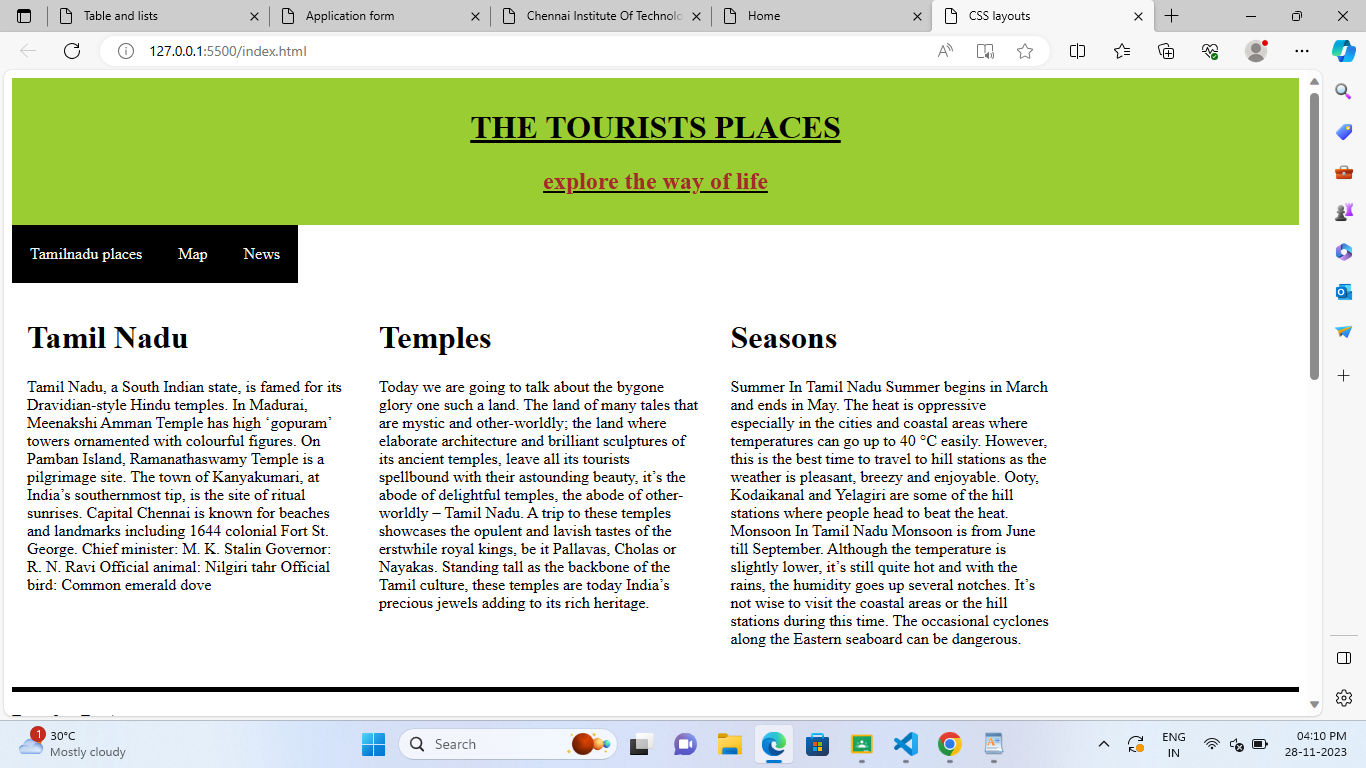 Table and lists
Application form
Chennai Institute Of Technolo
Home
CSS layouts
127.0.0.1:5500/index.html
THE TOURISTS PLACES
explore the way of life
Tamilnadu places Map News
Tamil Nadu
Tamil Nadu, a South Indian state, is famed for its
Dravidian-style Hindu temples. In Madurai,
Meenakshi Amman Temple has high ‘gopuram’
towers ornamented with colourful figures. On
Pamban Island, Ramanathaswamy Temple is a
pilgrimage site. The town of Kanyakumari, at
India’s southernmost tip, is the site of ritual
sunrises. Capital Chennai is known for beaches
and landmarks including 1644 colonial Fort St.
George. Chief minister: M. K. Stalin Governor:
R. N. Ravi Official animal: Nilgiri tahr Official
bird: Common emerald dove
Temples
Today we are going to talk about the bygone
glory one such a land. The land of many tales that
are mystic and other-worldly; the land where
elaborate architecture and brilliant sculptures of
its ancient temples, leave all its tourists
spellbound with their astounding beauty, it’s the
abode of delightful temples, the abode of other-
worldly – Tamil Nadu. A trip to these temples
showcases the opulent and lavish tastes of the
erstwhile royal kings, be it Pallavas, Cholas or
Nayakas. Standing tall as the backbone of the
Tamil culture, these temples are today India’s
precious jewels adding to its rich heritage.
Seasons
Summer In Tamil Nadu Summer begins in March
and ends in May. The heat is oppressive
especially in the cities and coastal areas where
temperatures can go up to 40 °C easily. However,
this is the best time to travel to hill stations as the
weather is pleasant, breezy and enjoyable. Ooty,
Kodaikanal and Yelagiri are some of the hill
stations where people head to beat the heat.
Monsoon In Tamil Nadu Monsoon is from June
till September. Although the temperature is
slightly lower, it’s still quite hot and with the
rains, the humidity goes up several notches. It’s
not wise to visit the coastal areas or the hill
stations during this time. The occasional cyclones
along the Eastern seaboard can be dangerous.
1
30°C
Mostly cloudy
Search
ENG
IN
04:10 PM
28-11-2023